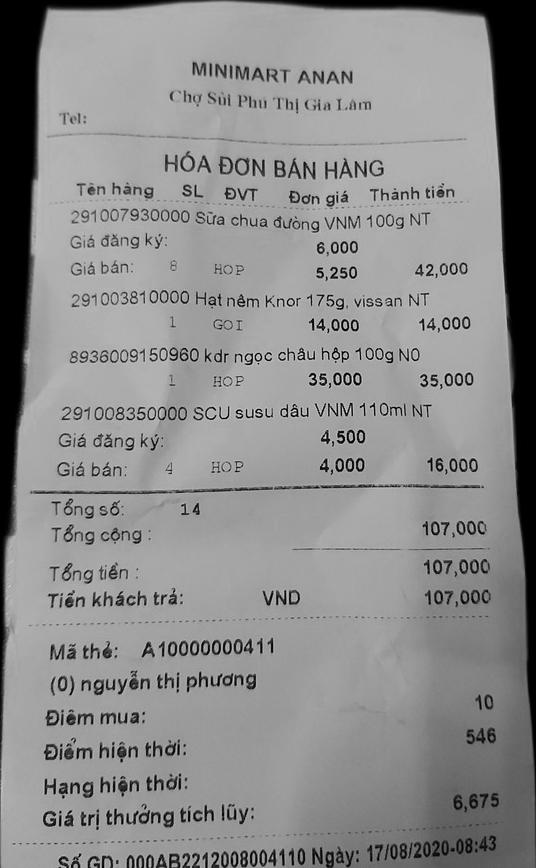 MINIMART ANAN
Chợ Sủi Phú Thị Gia Lâm
Tel:
HÓA ĐƠN BÁN HÀNG
Tên hàng SL ĐVT Đơn giá Thành tiền
291007930000 Sữa chua đường VNM 100g NT
Giá đăng ký: 6,000
Giá bán: 8 HOP 5,250 42,000
291003810000 Hạt nêm Knor 175g, vissan NT
1 GOI 14,000 14,000
8936009150960 kdr ngọc châu hộp 100g N0
1 HOP 35,000 35,000
291008350000 SCU susu dâu VNM 110ml NT
Giá đăng ký: 4,500
Giá bán: 4 HOP 4,000 16,000
Tổng số: 14
Tổng cộng : 107,000
Tổng tiền : 107,000
Tiền khách trả: VND 107,000
Mã thẻ: A10000000411
(0) nguyễn thị phương
Điểm mua: 10
Điểm hiện thời: 546
Hạng hiện thời:
Giá trị thưởng tích lũy: 6,675
Số GD: 000AB2212008004110 Ngày: 17/08/2020-08:43